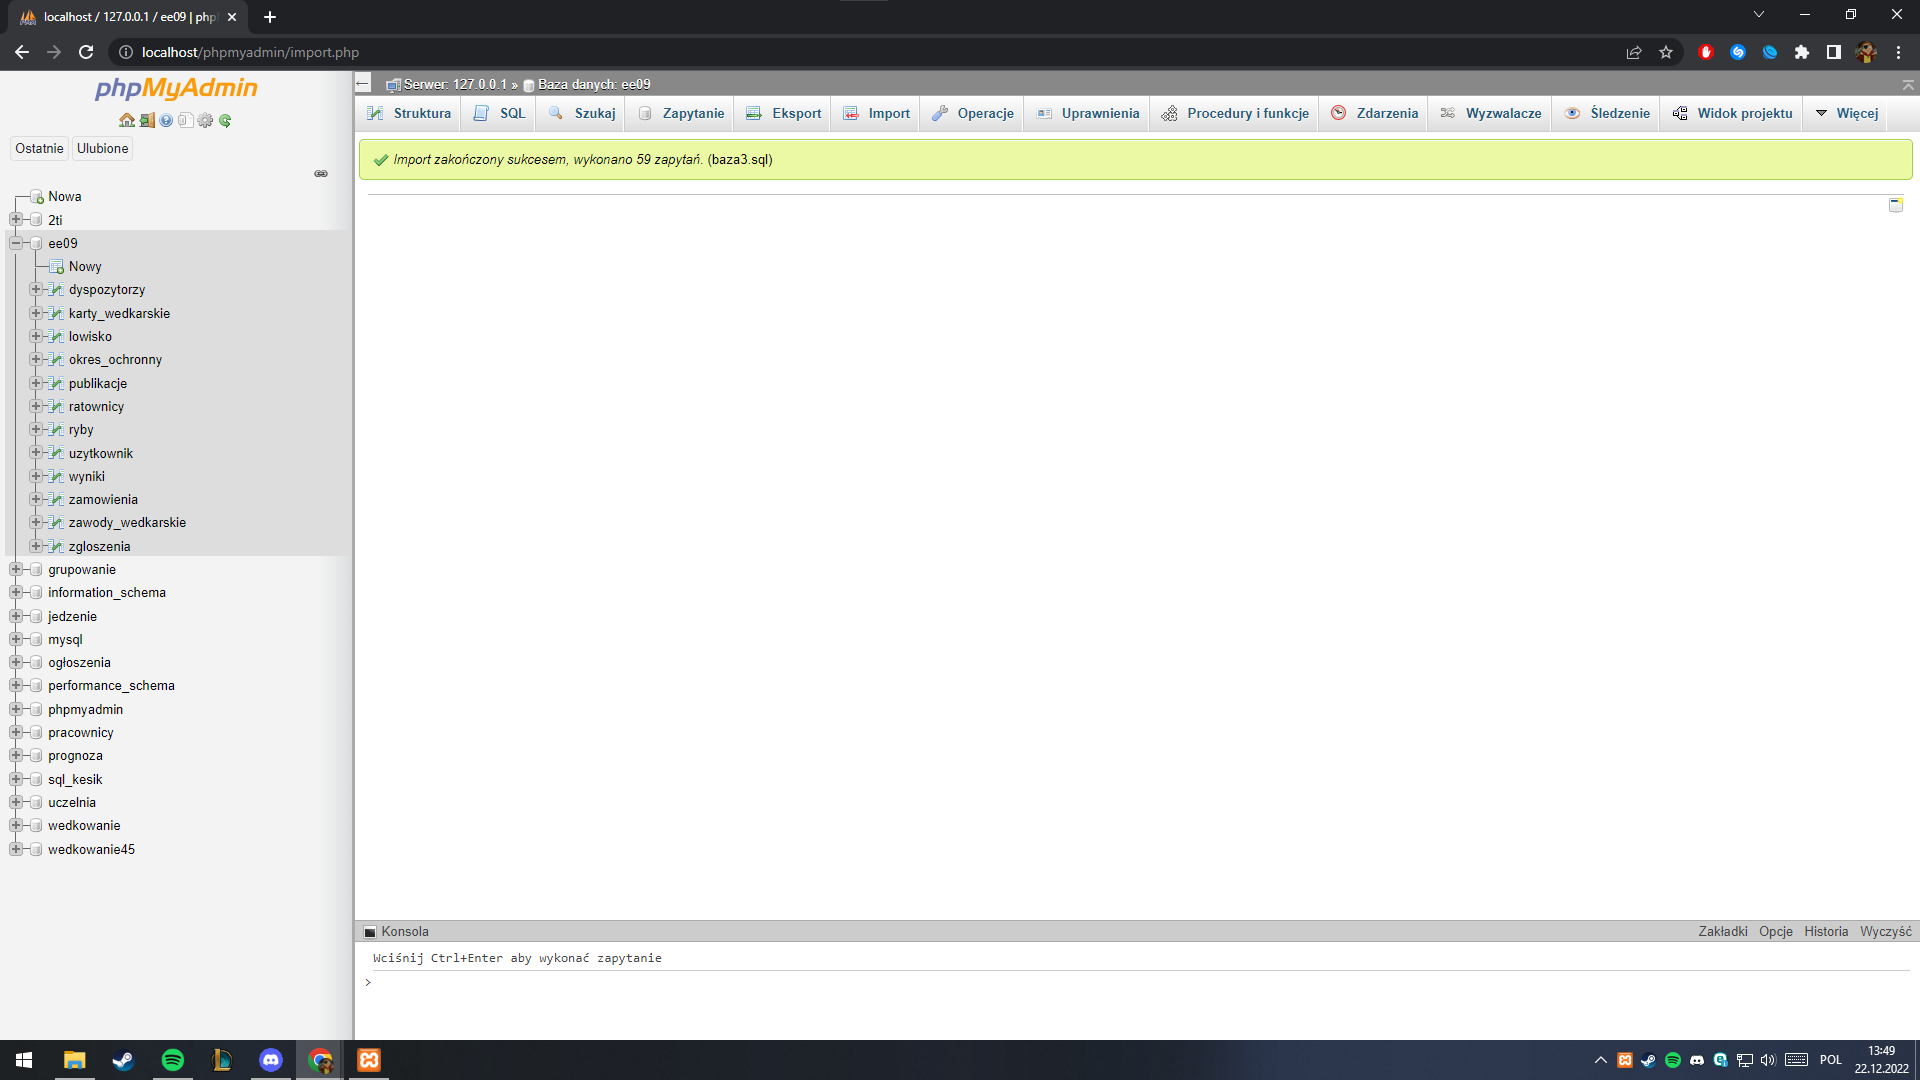 localhost / 127.0.0.1 / ee09 | php
localhost/phpmyadmin/import.php
phpMyAdmin
Ostatnie Ulubione
Nowa
2ti
ee09
Nowy
dyspozytorzy
karty_wedkarskie
lowisko
okres_ochronny
publikacje
ratownicy
ryby
uzytkownik
wyniki
zamowienia
zawody_wedkarskie
zgloszenia
grupowanie
information_schema
jedzenie
mysql
ogłoszenia
performance_schema
phpmyadmin
pracownicy
prognoza
sql_kesik
uczelnia
wedkowanie
wedkowanie45
Serwer: 127.0.0.1 » Baza danych: ee09
Struktura SQL Szukaj Zapytanie Eksport Import Operacje Uprawnienia Procedury i funkcje Zdarzenia Wyzwalacze Śledzenie Widok projektu Więcej
Import zakończony sukcesem, wykonano 59 zapytań. (baza3.sql)
Konsola Zakładki Opcje Historia Wyczyść
Wciśnij Ctrl+Enter aby wykonać zapytanie
>
POL 13:49
22.12.2022